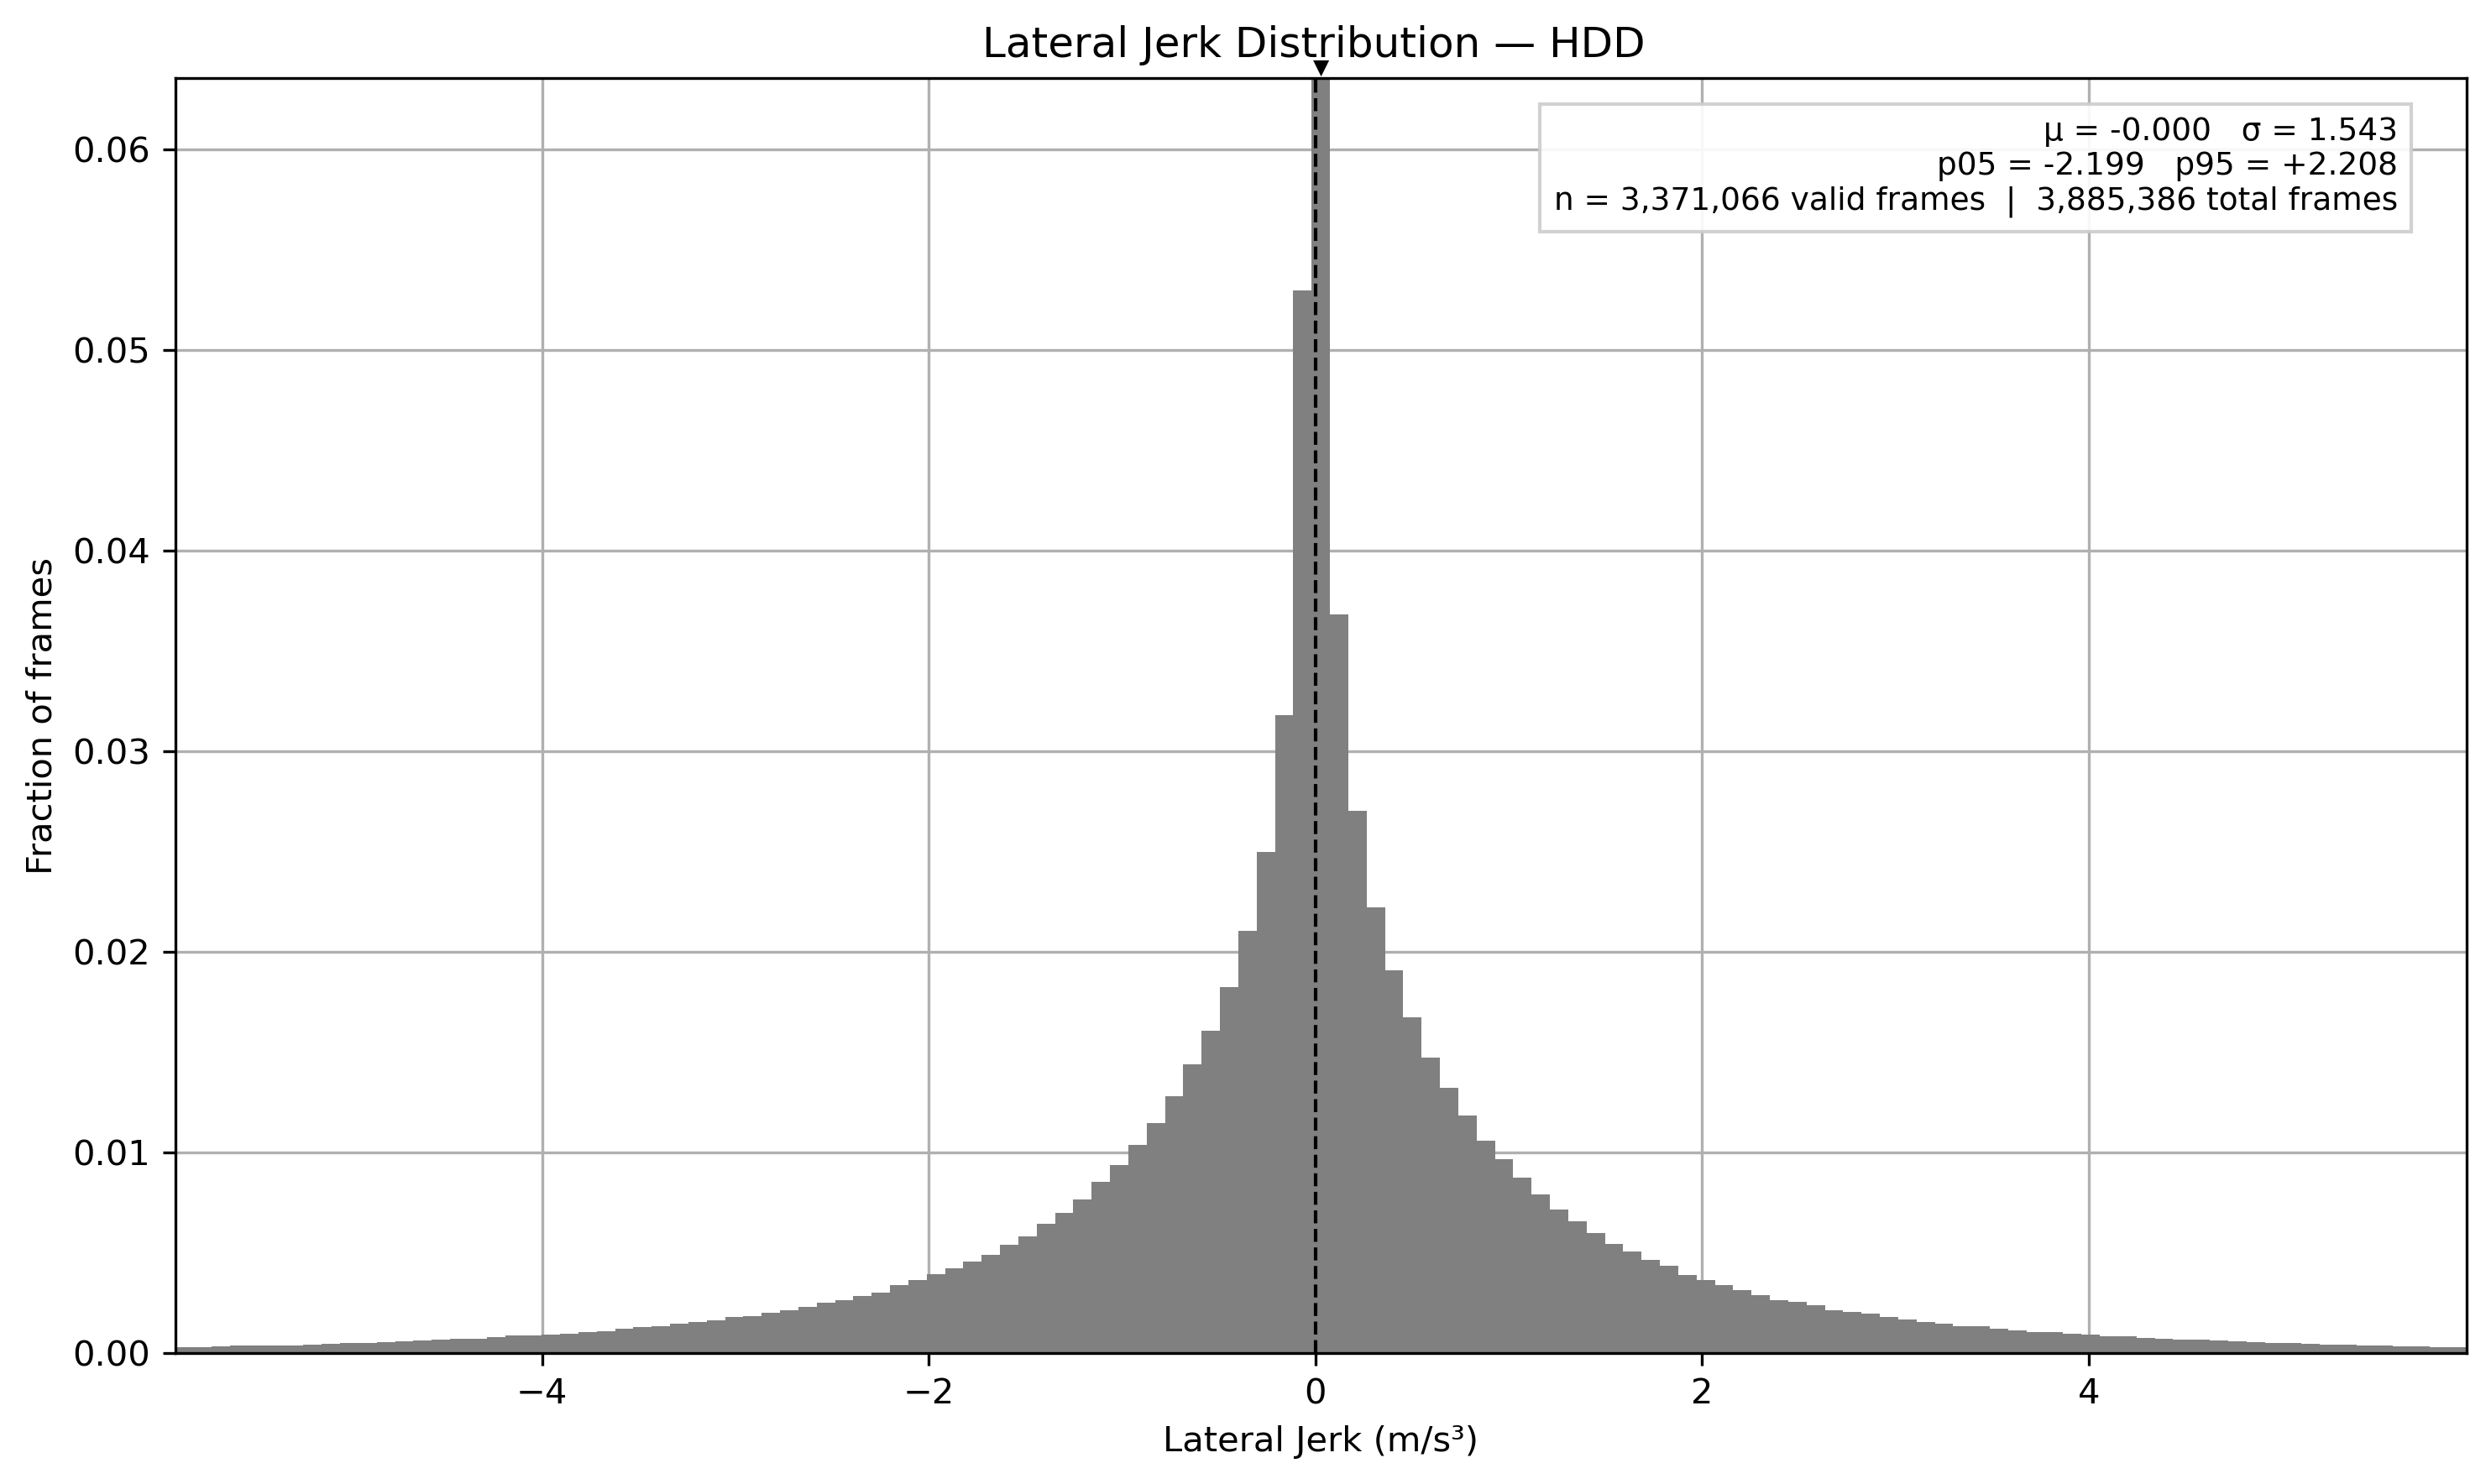 Lateral Jerk Distribution — HDD
μ = -0.000   σ = 1.543
p05 = -2.199   p95 = +2.208
n = 3,371,066 valid frames  |  3,885,386 total frames
Fraction of frames
0.06
0.05
0.04
0.03
0.02
0.01
0.00
−4
−2
0
2
4
Lateral Jerk (m/s³)